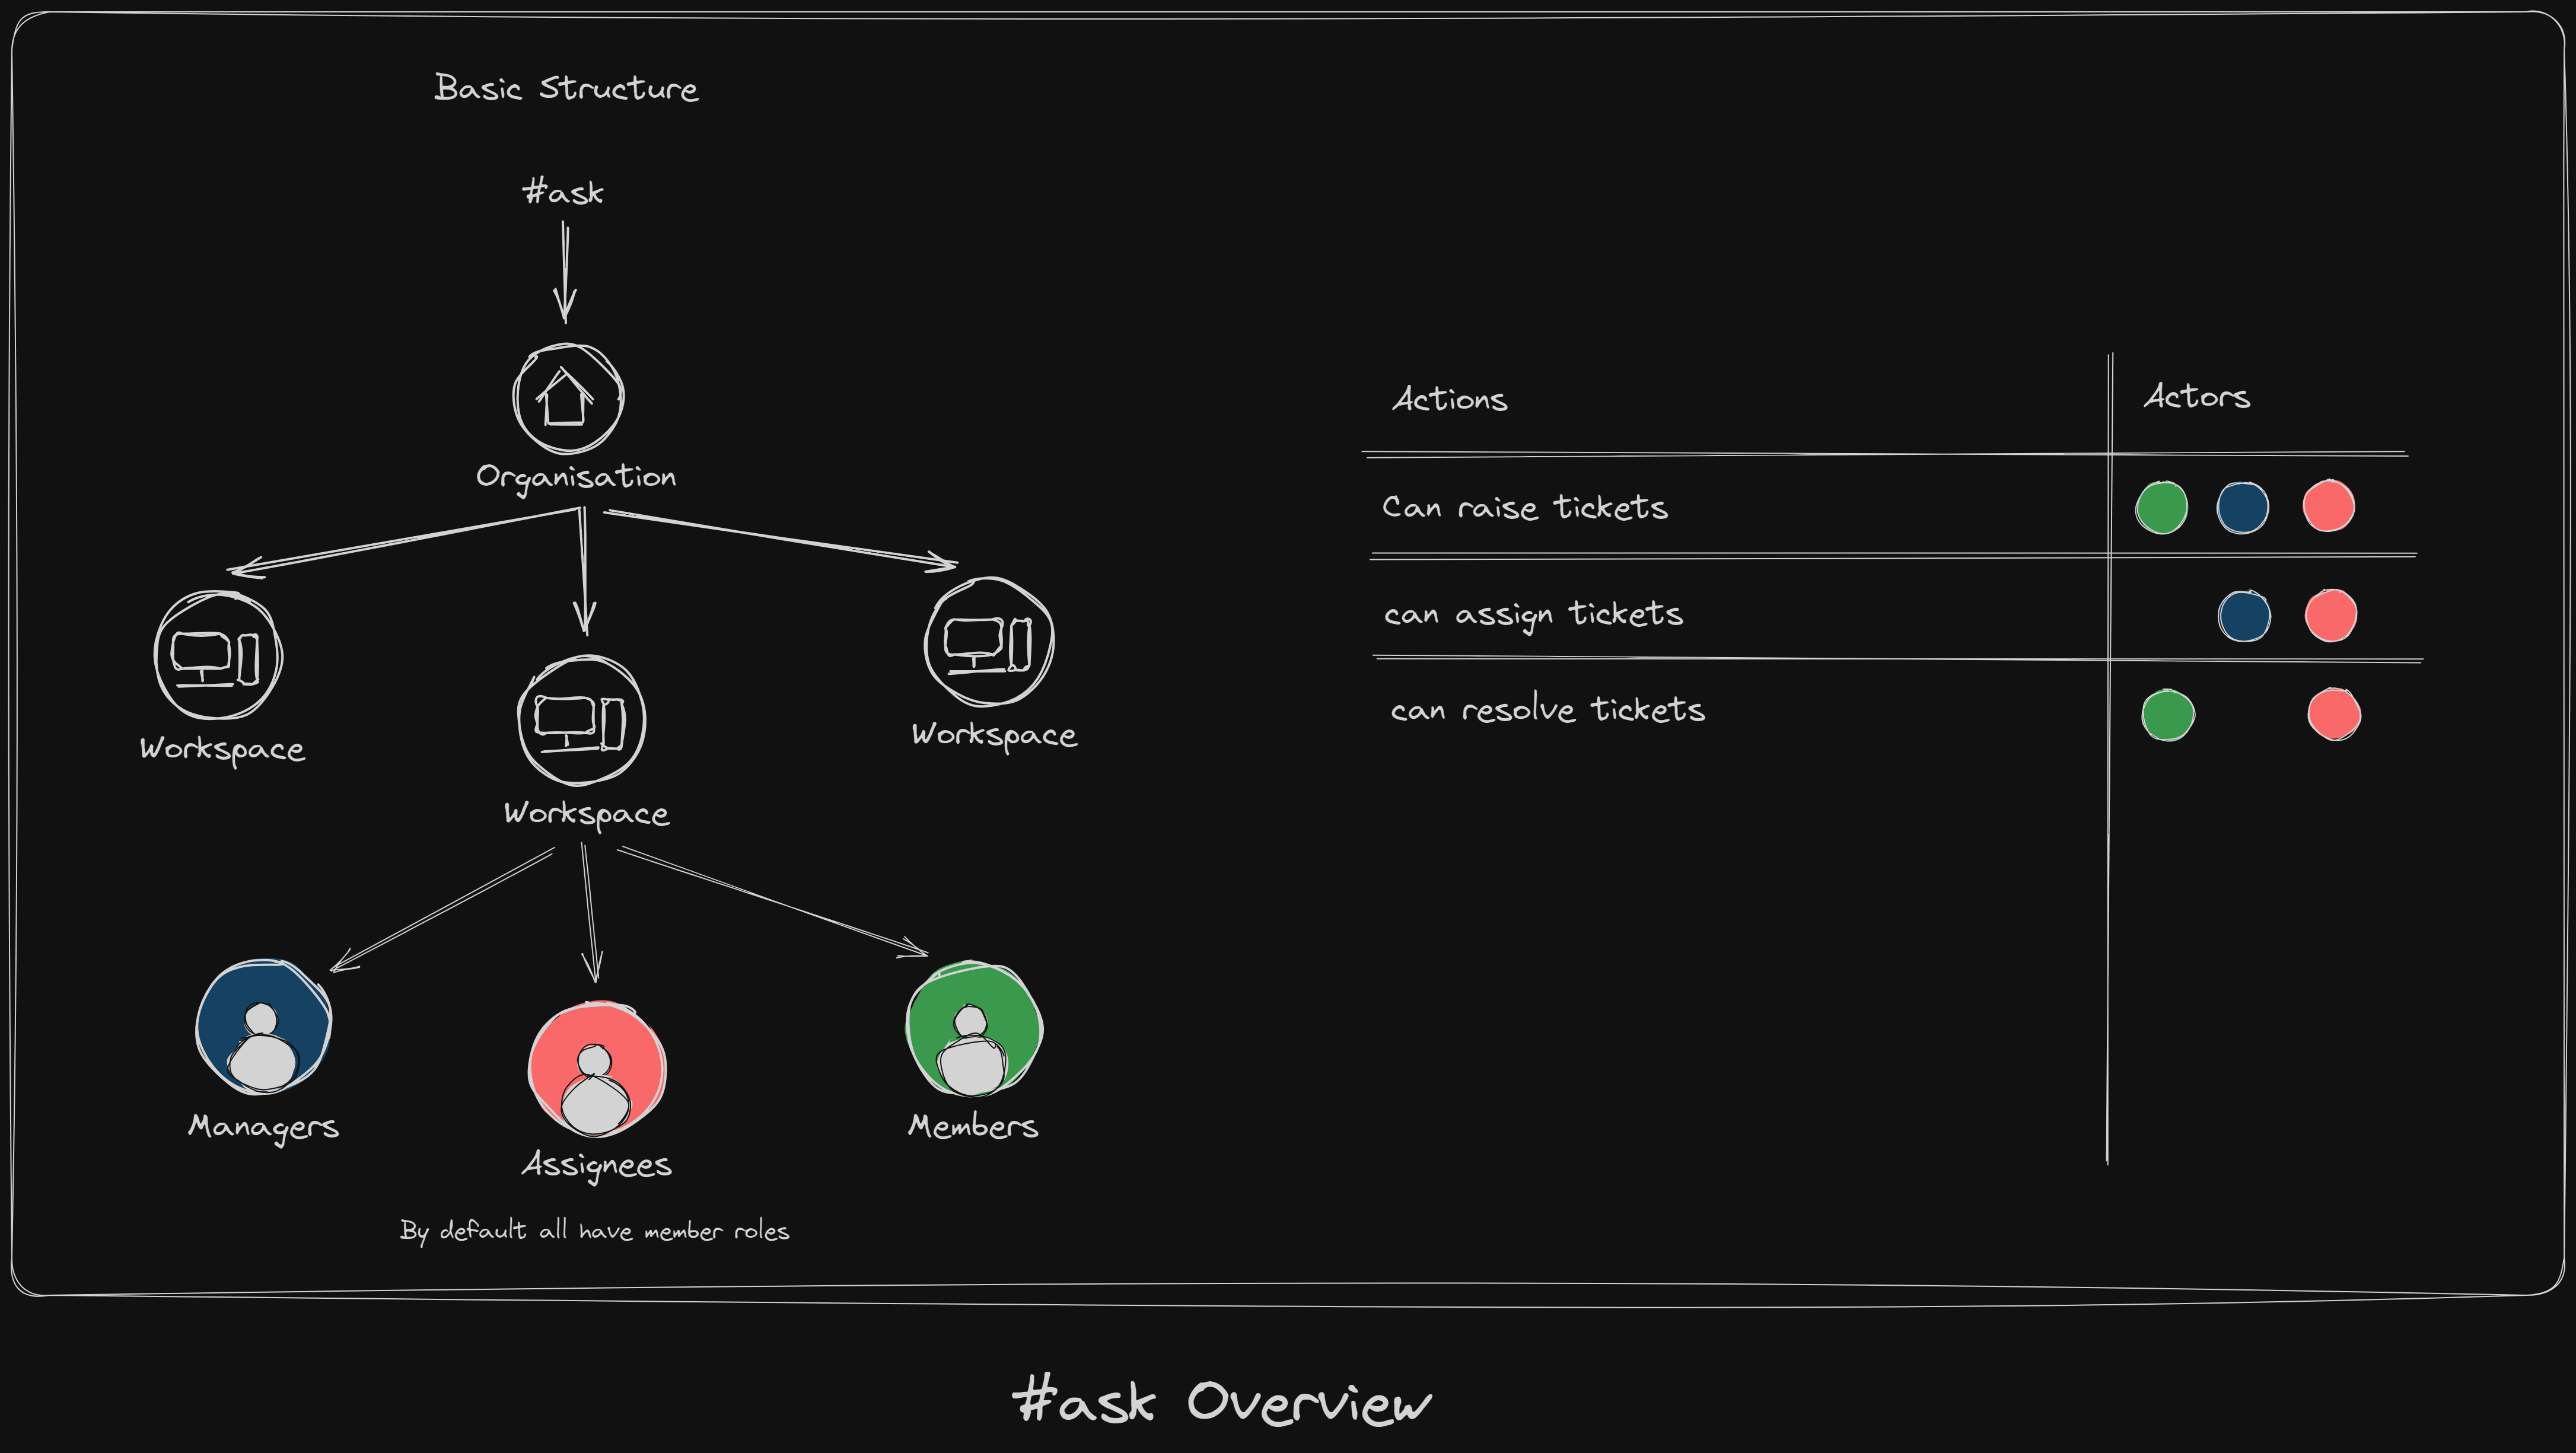 Basic Structure
#ask
Organisation
Workspace
Workspace
Workspace
Managers
Assignees
Members
By default all have member roles
Actions
Actors
Can raise tickets
can assign tickets
can resolve tickets
#ask Overview